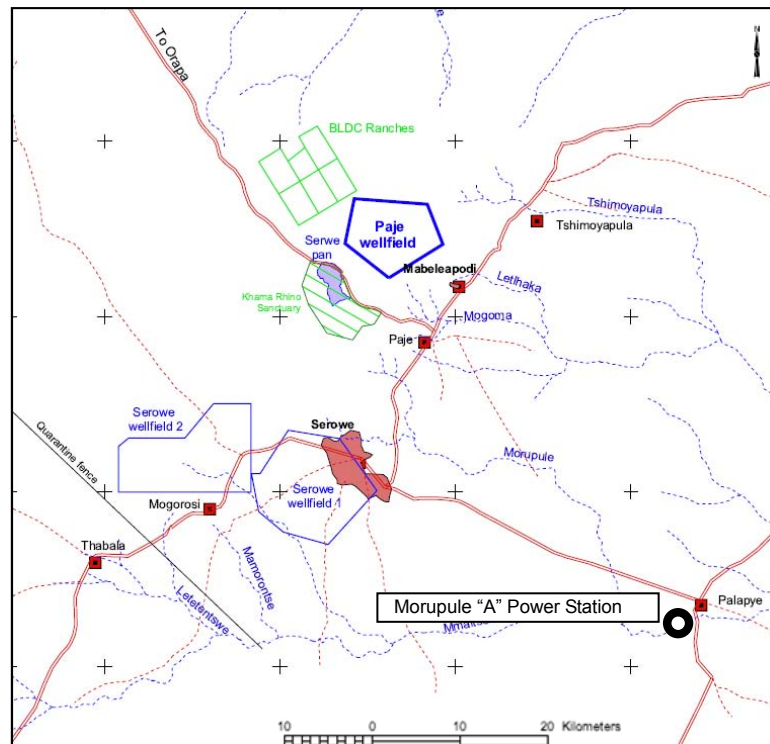 To Orapa
BLDC Ranches
Paje
wellfield
Serwe
pan
Tshimoyapula
Tshimoyapula
Mabeleapodi
Letlhaka
Khama Rhino
Sanctuary
Mogoma
Paje
Serowe
wellfield 2
Serowe
Quarantine fence
Morupule
Serowe
wellfield 1
Mogorosi
Thabala
Mamorontse
Letetentswe
Morupule “A” Power Station
Palapye
10 0 10 20 Kilometers